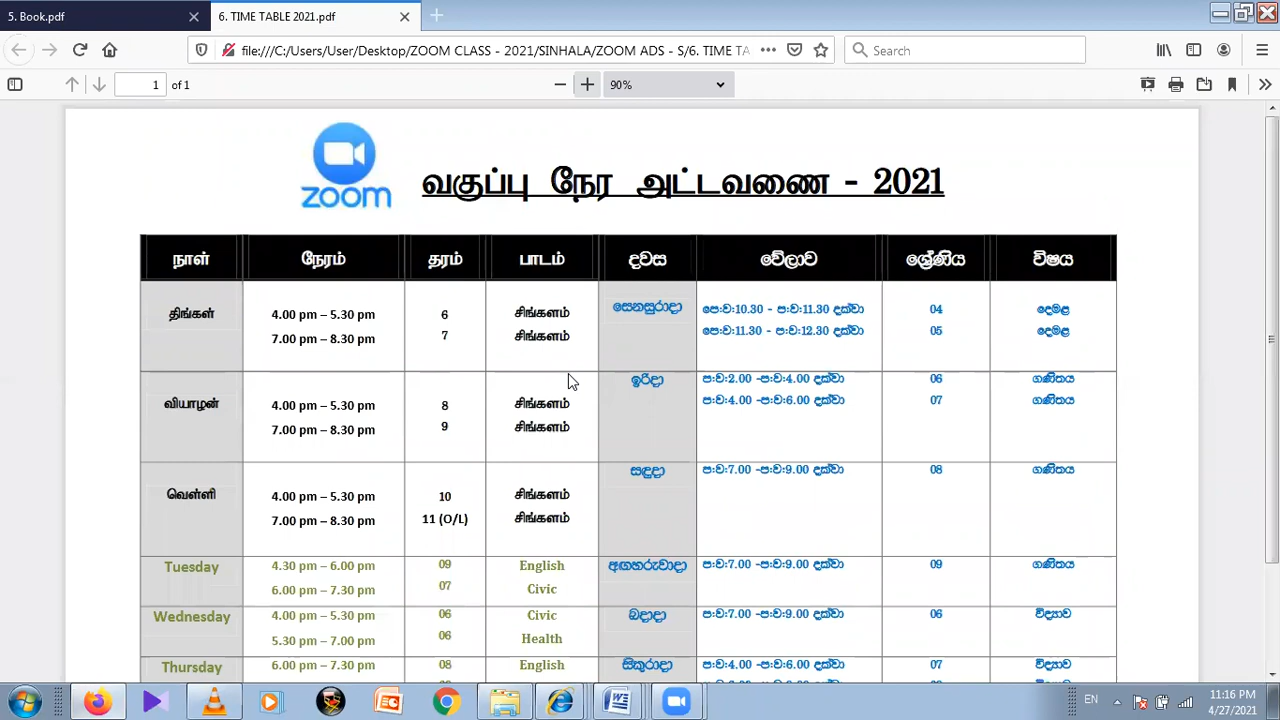 5. Book.pdf
6. TIME TABLE 2021.pdf
file:///C:/Users/User/Desktop/ZOOM CLASS - 2021/SINHALA/ZOOM ADS - S/6. TIME TA
Search
1 of 1
90%
zoom
வகுப்பு நேர அட்டவணை - 2021
நாள் நேரம் தரம் பாடம் දවස වේලාව ශ්‍රේණිය විෂය
திங்கள் 4.00 pm – 5.30 pm 6 சிங்களம் සෙනසුරාදා පෙ:ව:10.30 - ප:ව:11.30 දක්වා 04 දෙමළ
7.00 pm – 8.30 pm 7 சிங்களம் පෙ:ව:11.30 - ප:ව:12.30 දක්වා 05 දෙමළ
வியாழன் 4.00 pm – 5.30 pm 8 சிங்களம் ඉරිදා ප:ව:2.00 -ප:ව:4.00 දක්වා 06 ගණිතය
7.00 pm – 8.30 pm 9 சிங்களம் ප:ව:4.00 -ප:ව:6.00 දක්වා 07 ගණිතය
வெள்ளி 4.00 pm – 5.30 pm 10 சிங்களம் සඳුදා ප:ව:7.00 -ප:ව:9.00 දක්වා 08 ගණිතය
7.00 pm – 8.30 pm 11 (O/L) சிங்களம்
Tuesday 4.30 pm – 6.00 pm 09 English අඟහරුවාදා ප:ව:7.00 -ප:ව:9.00 දක්වා 09 ගණිතය
6.00 pm – 7.30 pm 07 Civic
Wednesday 4.00 pm – 5.30 pm 06 Civic බදාදා ප:ව:7.00 -ප:ව:9.00 දක්වා 06 විද්‍යාව
5.30 pm – 7.00 pm 06 Health
Thursday 6.00 pm – 7.30 pm 08 English සිකුරාදා ප:ව:4.00 -ප:ව:6.00 දක්වා 07 විද්‍යාව
EN
11:16 PM
4/27/2021